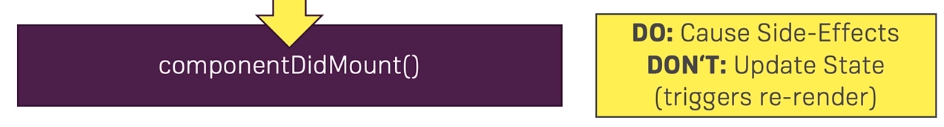 componentDidMount()
DO: Cause Side-Effects
DON'T: Update State
(triggers re-render)